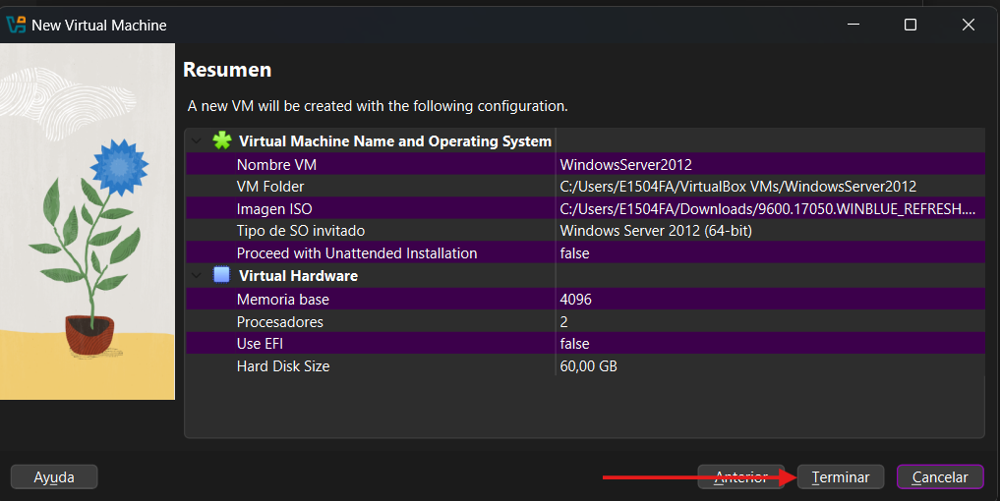 New Virtual Machine
Resumen
A new VM will be created with the following configuration.
Virtual Machine Name and Operating System
Nombre VM WindowsServer2012
VM Folder C:/Users/E1504FA/VirtualBox VMs/WindowsServer2012
Imagen ISO C:/Users/E1504FA/Downloads/9600.17050.WINBLUE_REFRESH....
Tipo de SO invitado Windows Server 2012 (64-bit)
Proceed with Unattended Installation false
Virtual Hardware
Memoria base 4096
Procesadores 2
Use EFI false
Hard Disk Size 60,00 GB
Ayuda Anterior Terminar Cancelar